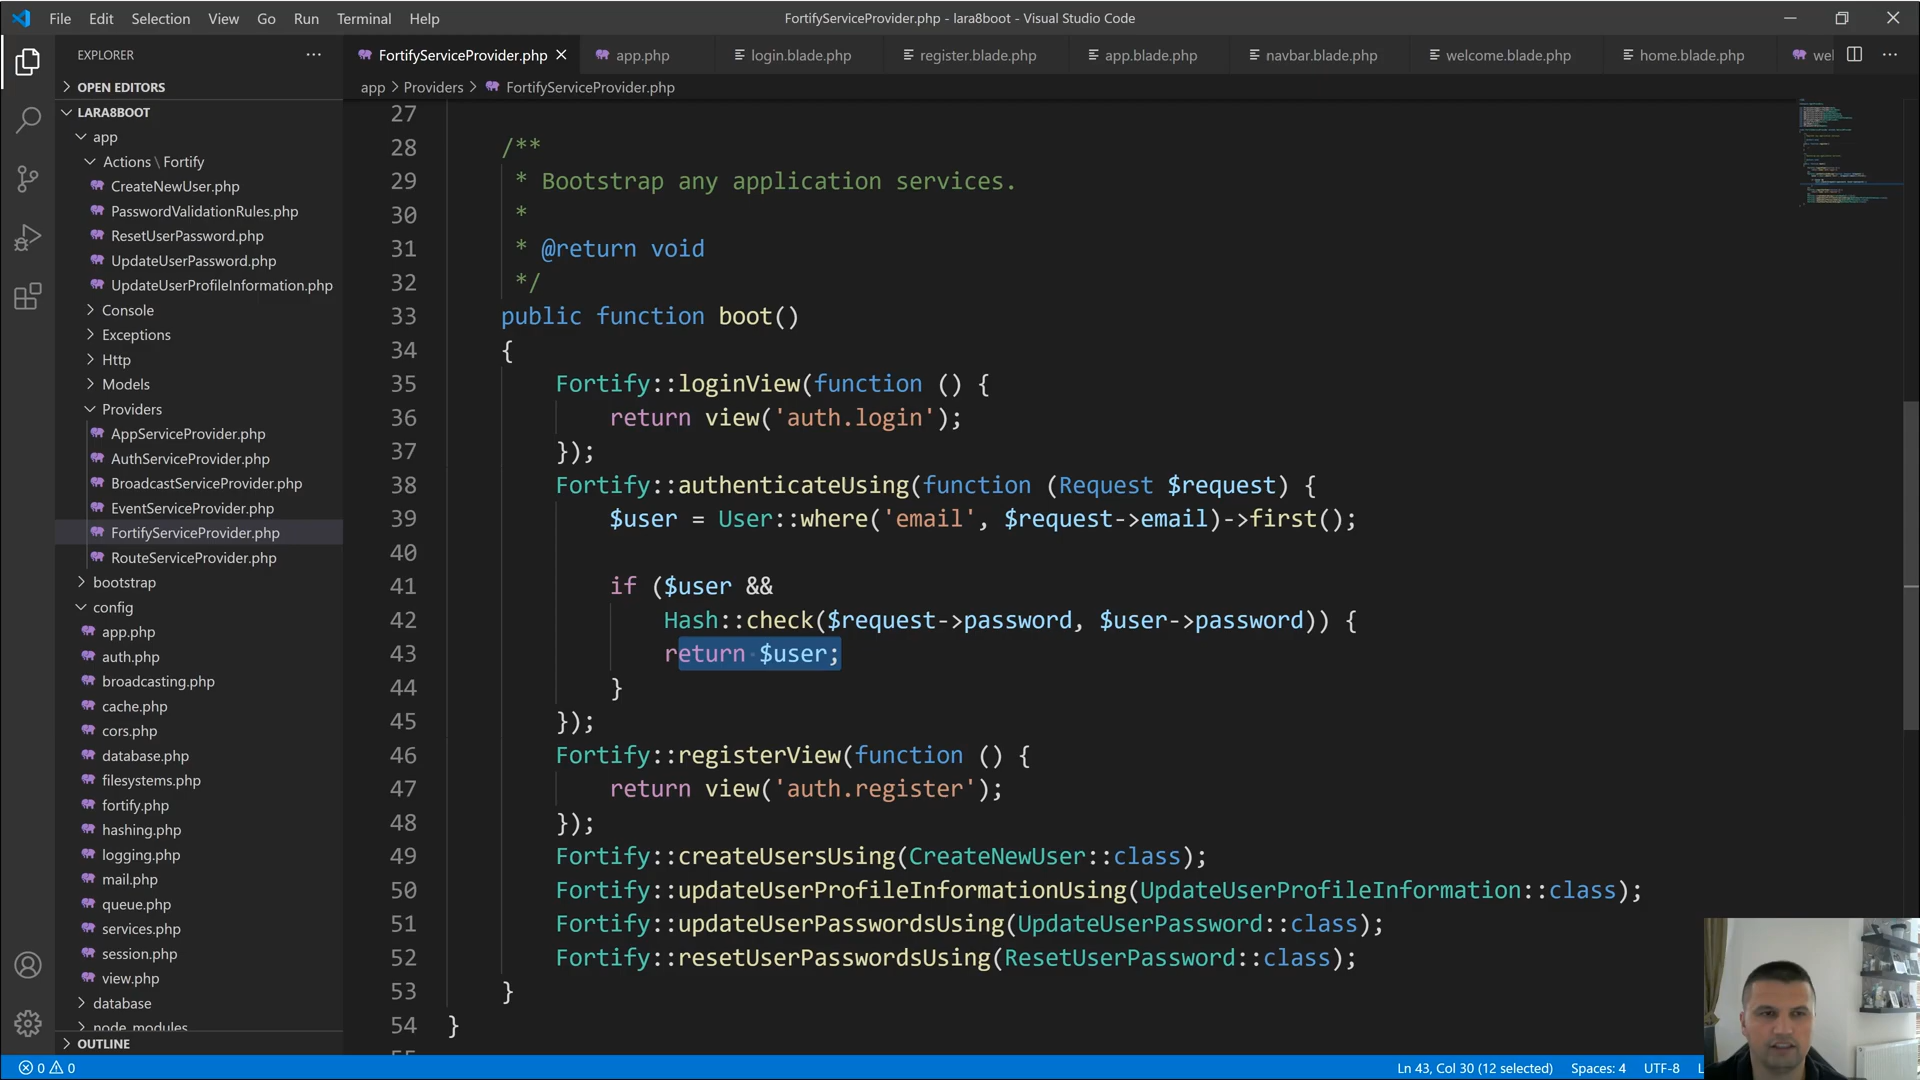 File Edit Selection View Go Run Terminal Help
FortifyServiceProvider.php - lara8boot - Visual Studio Code
EXPLORER
FortifyServiceProvider.php
app.php
login.blade.php
register.blade.php
app.blade.php
navbar.blade.php
welcome.blade.php
home.blade.php
wel
OPEN EDITORS
LARA8BOOT
app
Actions \ Fortify
CreateNewUser.php
PasswordValidationRules.php
ResetUserPassword.php
UpdateUserPassword.php
UpdateUserProfileInformation.php
Console
Exceptions
Http
Models
Providers
AppServiceProvider.php
AuthServiceProvider.php
BroadcastServiceProvider.php
EventServiceProvider.php
FortifyServiceProvider.php
RouteServiceProvider.php
bootstrap
config
app.php
auth.php
broadcasting.php
cache.php
cors.php
database.php
filesystems.php
fortify.php
hashing.php
logging.php
mail.php
queue.php
services.php
session.php
view.php
database
node_modules
OUTLINE
app > Providers > FortifyServiceProvider.php
27
28 /**
29 * Bootstrap any application services.
30 *
31 * @return void
32 */
33 public function boot()
34 {
35 Fortify::loginView(function () {
36 return view('auth.login');
37 });
38 Fortify::authenticateUsing(function (Request $request) {
39 $user = User::where('email', $request->email)->first();
40
41 if ($user &&
42 Hash::check($request->password, $user->password)) {
43 return $user;
44 }
45 });
46 Fortify::registerView(function () {
47 return view('auth.register');
48 });
49 Fortify::createUsersUsing(CreateNewUser::class);
50 Fortify::updateUserProfileInformationUsing(UpdateUserProfileInformation::class);
51 Fortify::updateUserPasswordsUsing(UpdateUserPassword::class);
52 Fortify::resetUserPasswordsUsing(ResetUserPassword::class);
53 }
54 }
0 0
Ln 43, Col 30 (12 selected) Spaces: 4 UTF-8